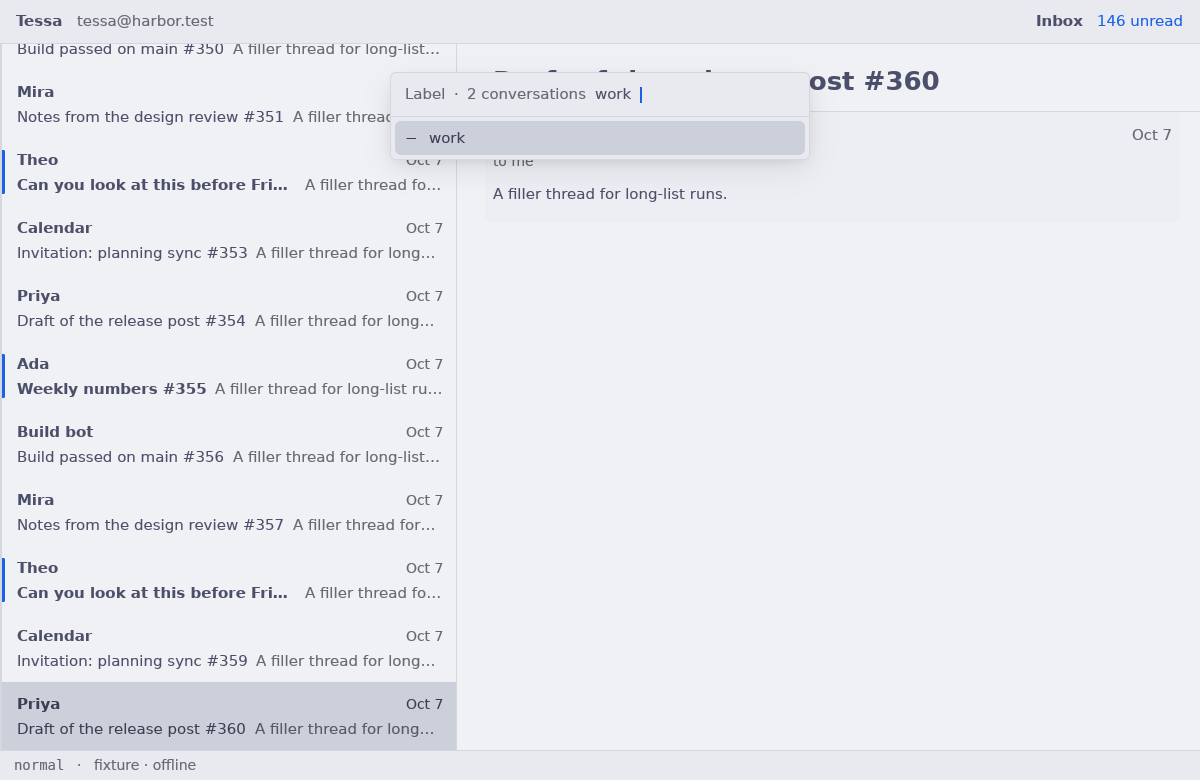 Tessa tessa@harbor.test Inbox 146 unread
Build passed on main #350 A filler thread for long-list…
Mira
Notes from the design review #351 A filler thread
Theo Oct 7
Can you look at this before Fri… A filler thread fo…
Calendar Oct 7
Invitation: planning sync #353 A filler thread for long…
Priya Oct 7
Draft of the release post #354 A filler thread for long…
Ada Oct 7
Weekly numbers #355 A filler thread for long-list ru…
Build bot Oct 7
Build passed on main #356 A filler thread for long-list…
Mira Oct 7
Notes from the design review #357 A filler thread for…
Theo Oct 7
Can you look at this before Fri… A filler thread fo…
Calendar Oct 7
Invitation: planning sync #359 A filler thread for long…
Priya Oct 7
Draft of the release post #360 A filler thread for long…
Label · 2 conversations work
– work
post #360
Oct 7
to me
A filler thread for long-list runs.
normal · fixture · offline